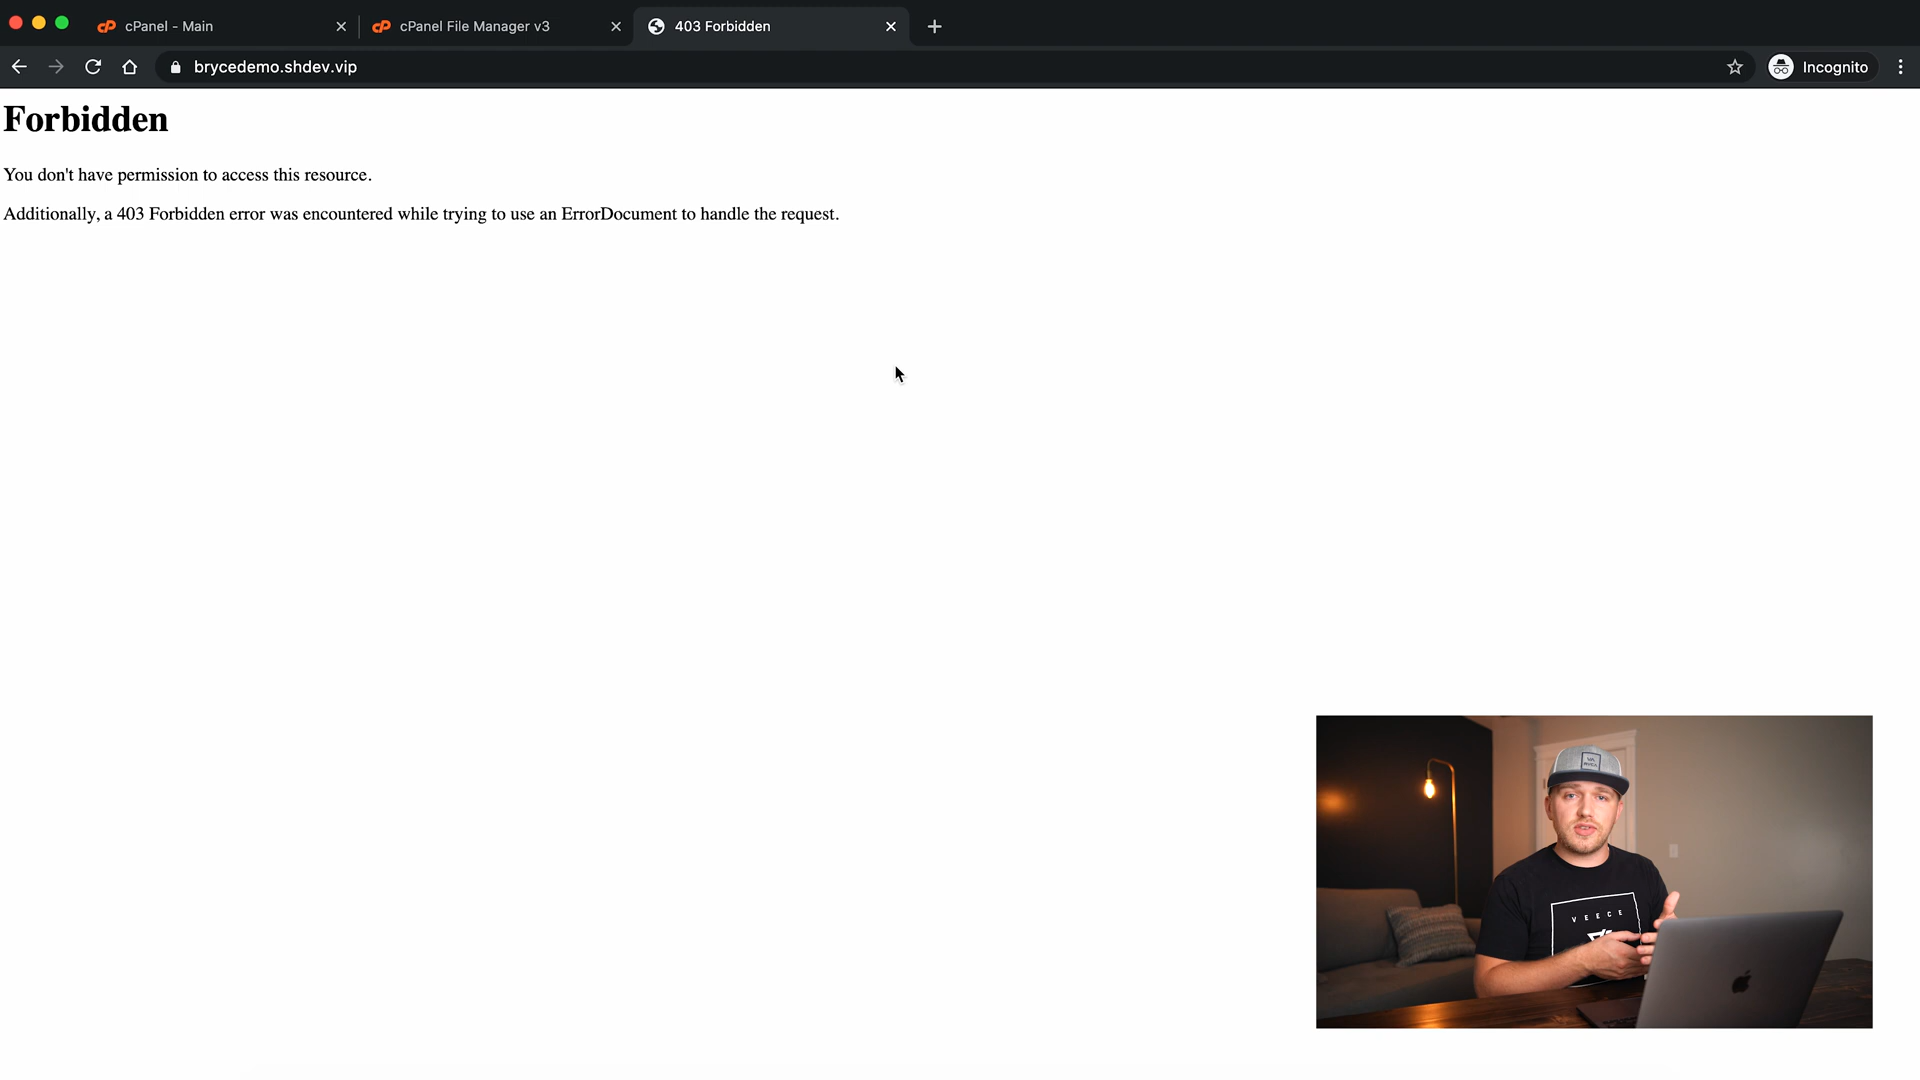 cPanel - Main
cPanel File Manager v3
403 Forbidden
brycedemo.shdev.vip
Incognito
Forbidden
You don't have permission to access this resource.
Additionally, a 403 Forbidden error was encountered while trying to use an ErrorDocument to handle the request.
VEECE